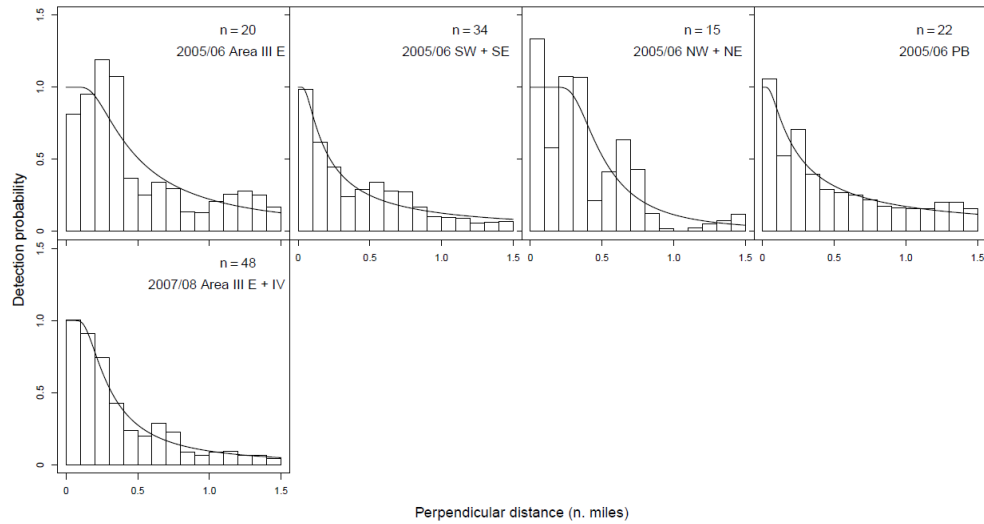 1.5
1.0
0.5
0
n = 20
2005/06 Area III E
n = 34
2005/06 SW + SE
n = 15
2005/06 NW + NE
n = 22
2005/06 PB
0 0.5 1.0 1.5
0 0.5 1.0 1.5
0 0.5 1.0 1.5
Detection probability
1.5
1.0
0.5
0
n = 48
2007/08 Area III E + IV
0 0.5 1.0 1.5
Perpendicular distance (n. miles)